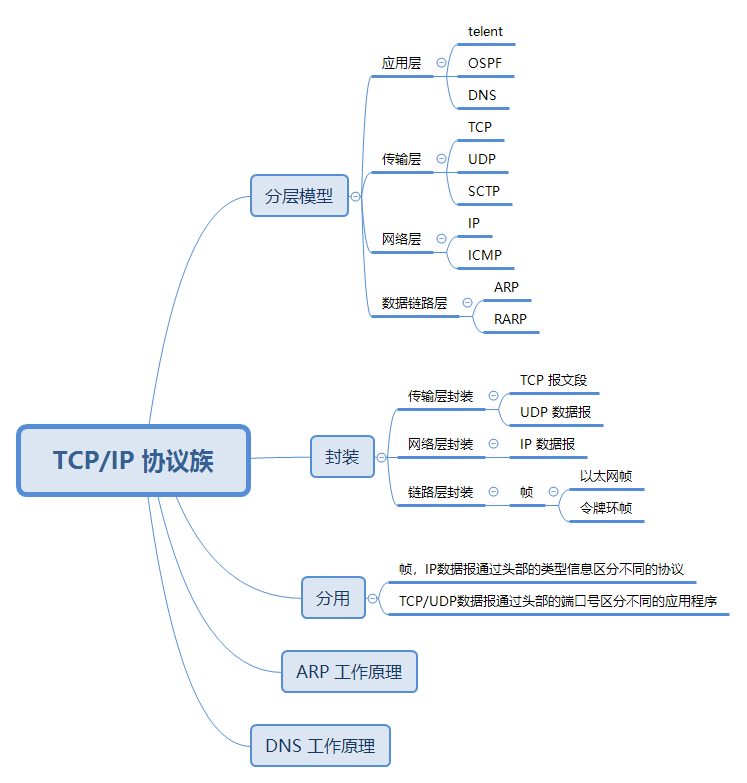 TCP/IP 协议族
分层模型
应用层
telent
OSPF
DNS
传输层
TCP
UDP
SCTP
网络层
IP
ICMP
数据链路层
ARP
RARP
封装
传输层封装
TCP 报文段
UDP 数据报
网络层封装
IP 数据报
链路层封装
帧
以太网帧
令牌环帧
分用
帧，IP数据报通过头部的类型信息区分不同的协议
TCP/UDP数据报通过头部的端口号区分不同的应用程序
ARP 工作原理
DNS 工作原理